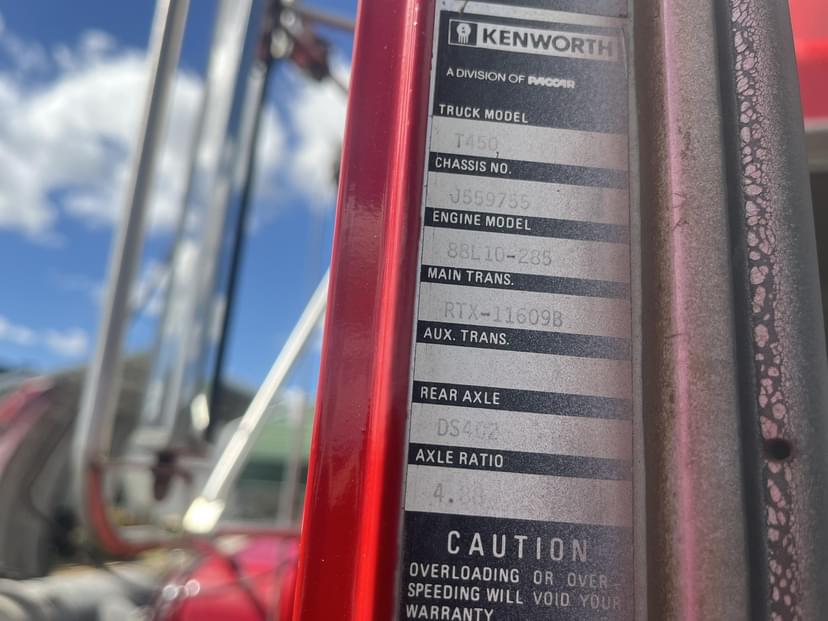 KENWORTH
A DIVISION OF PACCAR
TRUCK MODEL
T450
CHASSIS NO.
J559755
ENGINE MODEL
88L10-285
MAIN TRANS.
RTX-11609B
AUX. TRANS.
REAR AXLE
DS402
AXLE RATIO
CAUTION
OVERLOADING OR OVER-
SPEEDING WILL VOID YOUR
WARRANTY